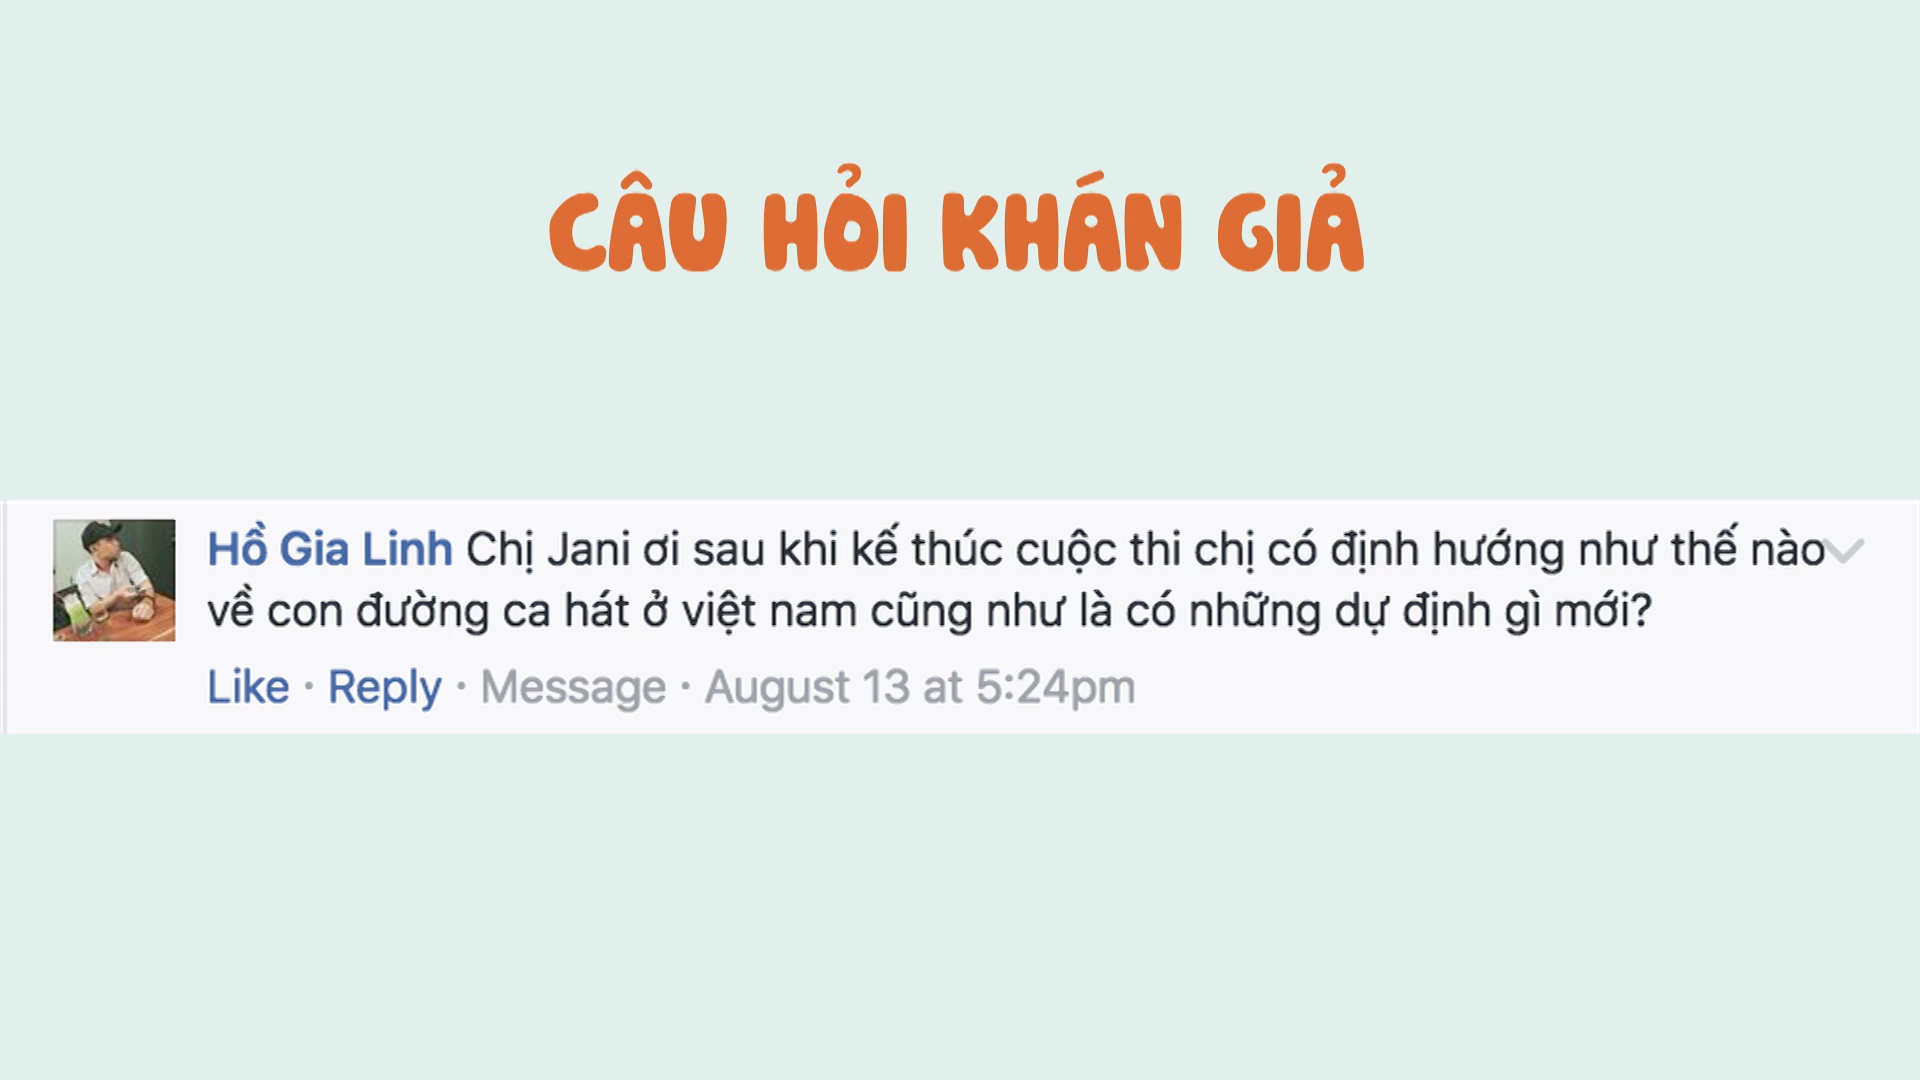 CÂU HỎI KHÁN GIẢ
Hồ Gia Linh Chị Jani ơi sau khi kế thúc cuộc thi chị có định hướng như thế nào
về con đường ca hát ở việt nam cũng như là có những dự định gì mới?
Like · Reply · Message · August 13 at 5:24pm